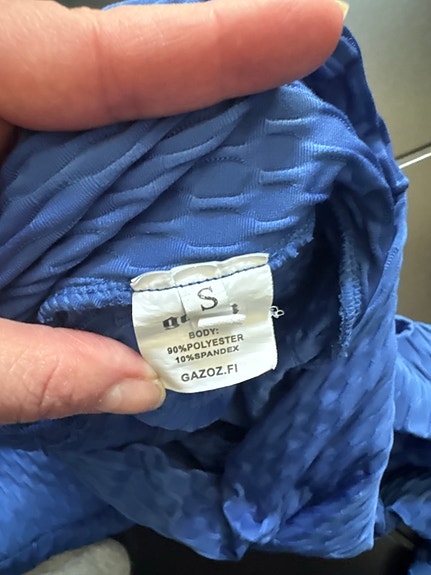 S
BODY:
90%POLYESTER
10%SPANDEX
GAZOZ.FI